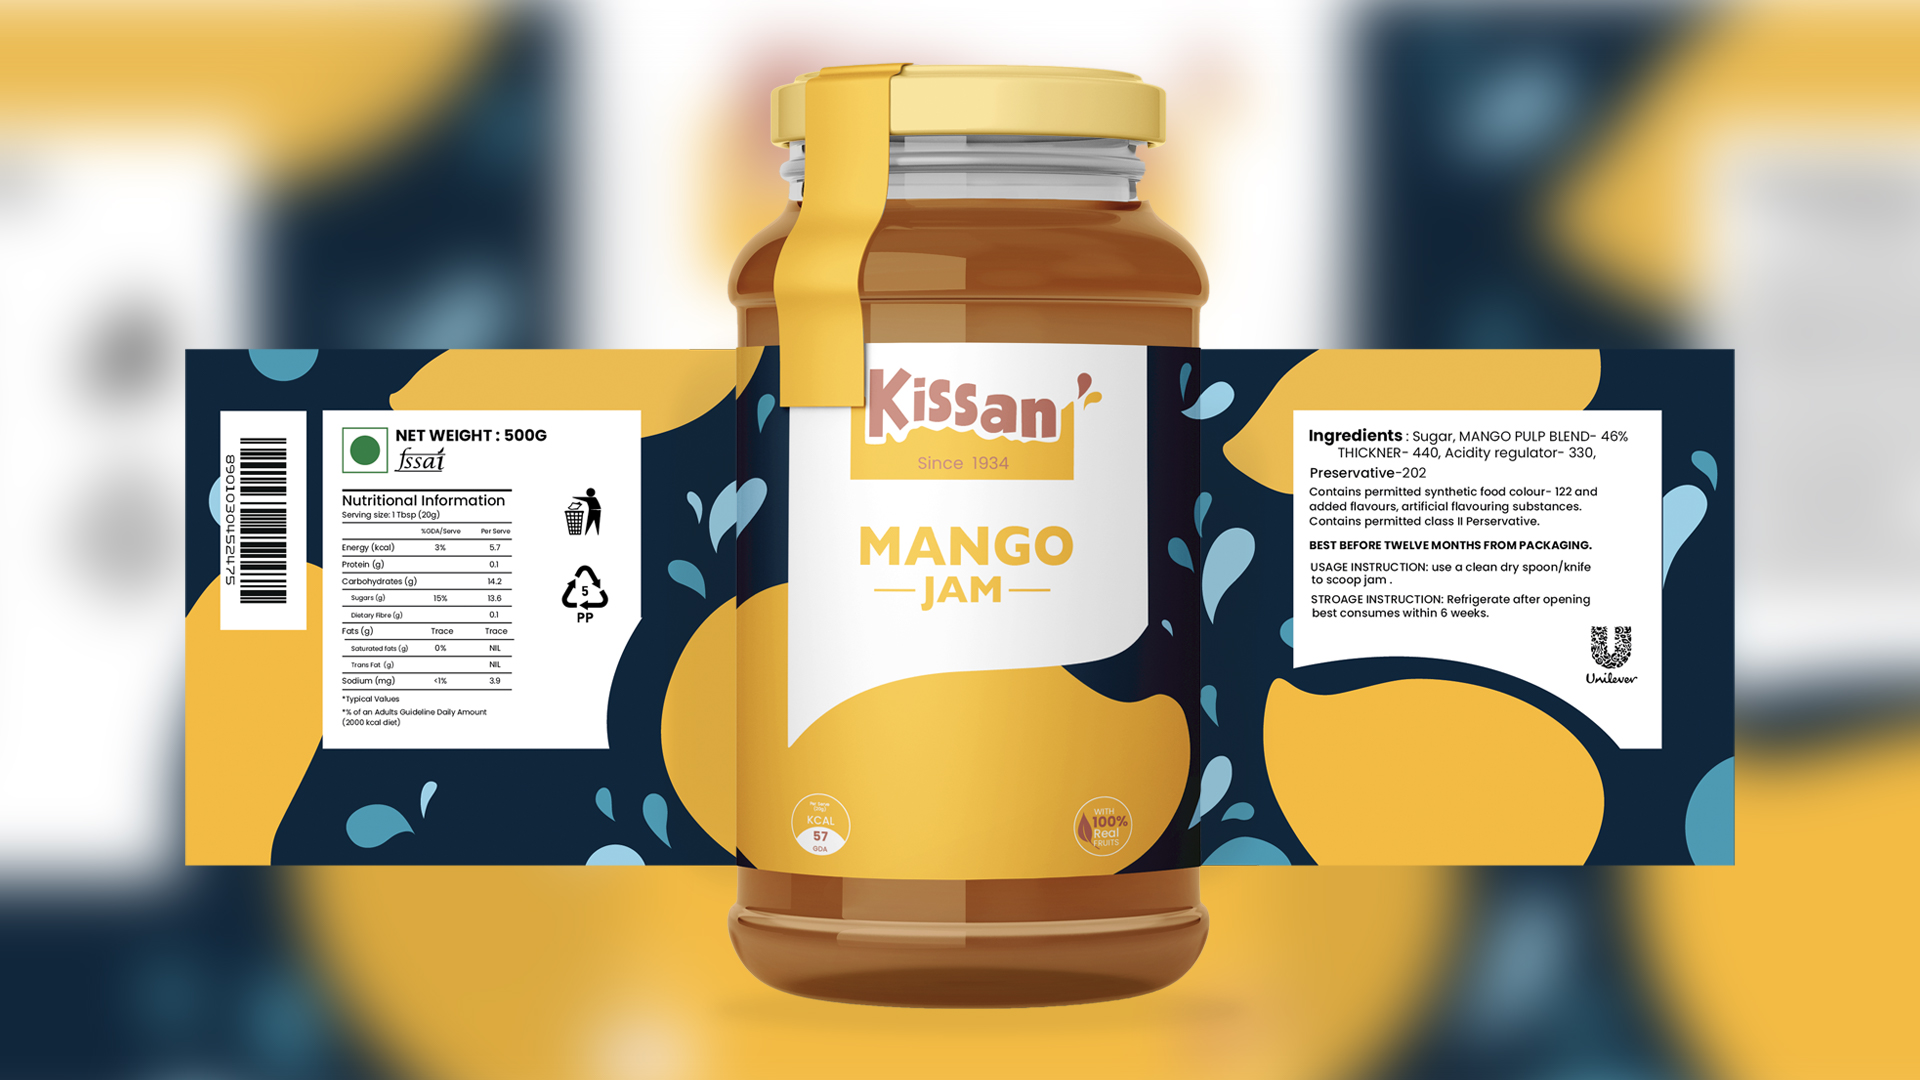 8901030452475
NET WEIGHT : 500G
fssai
Nutritional Information
Serving size: 1 Tbsp (20g)
%GDA/Serve Per Serve
Energy (kcal) 3% 5.7
Protein (g) 0.1
Carbohydrates (g) 14.2
Sugars (g) 15% 13.6
Dietary Fibre (g) 0.1
Fats (g) Trace Trace
Saturated fats (g) 0% NIL
Trans Fat (g) NIL
Sodium (mg) <1% 3.9
*Typical Values
*% of an Adults Guideline Daily Amount
(2000 kcal diet)
5
PP
Kissan
Since 1934
MANGO
JAM
Per Serve
(20g)
KCAL
57
GDA
WITH
100%
Real
FRUITS
Ingredients : Sugar, MANGO PULP BLEND- 46%
THICKNER- 440, Acidity regulator- 330,
Preservative-202
Contains permitted synthetic food colour- 122 and
added flavours, artificial flavouring substances.
Contains permitted class II Perservative.
BEST BEFORE TWELVE MONTHS FROM PACKAGING.
USAGE INSTRUCTION: use a clean dry spoon/knife
to scoop jam .
STROAGE INSTRUCTION: Refrigerate after opening
best consumes within 6 weeks.
Unilever